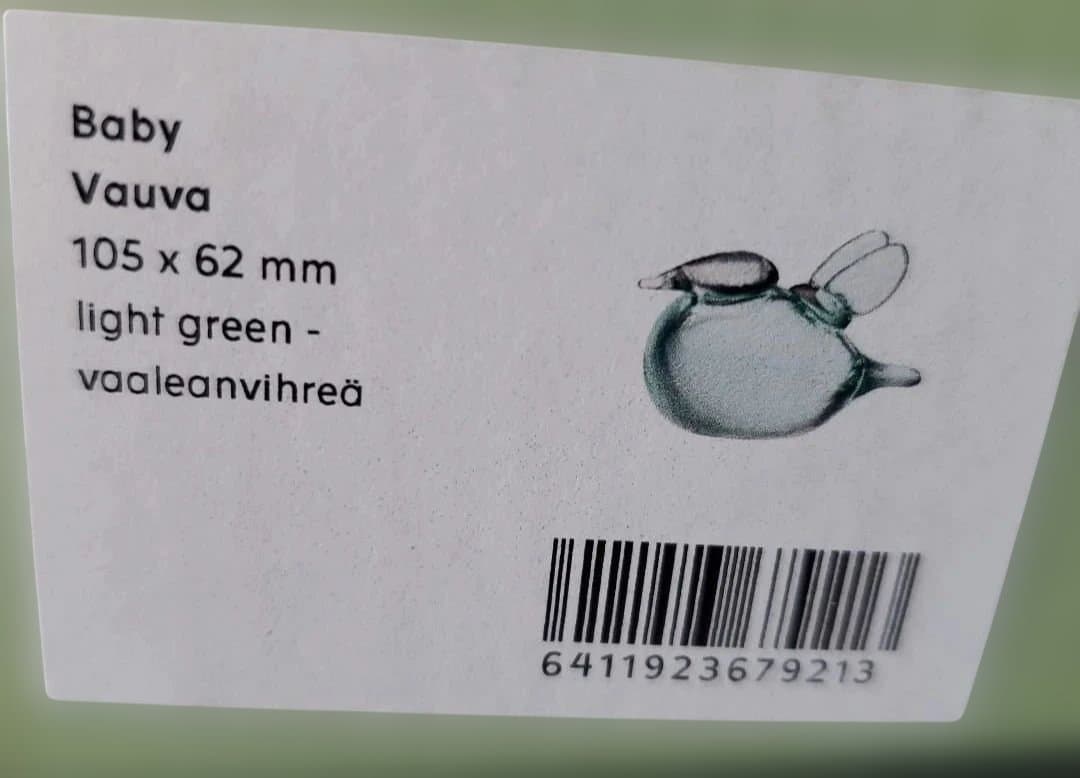 Baby
Vauva
105 x 62 mm
light green -
vaaleanvihreä
6411923679213